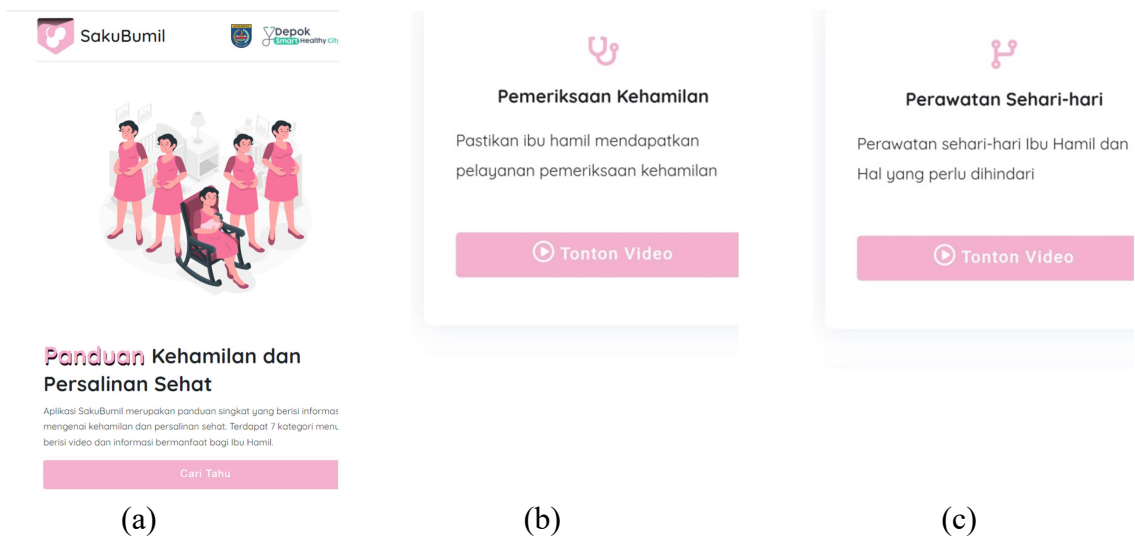 SakuBumil
Depok
Smart Healthy City
Panduan Kehamilan dan
Persalinan Sehat
Aplikasi SakuBumil merupakan panduan singkat yang berisi informas
mengenai kehamilan dan persalinan sehat. Terdapat 7 kategori menu
berisi video dan informasi bermanfaat bagi Ibu Hamil.
Cari Tahu
(a)
Pemeriksaan Kehamilan
Pastikan ibu hamil mendapatkan
pelayanan pemeriksaan kehamilan
Tonton Video
(b)
Perawatan Sehari-hari
Perawatan sehari-hari Ibu Hamil dan
Hal yang perlu dihindari
Tonton Video
(c)